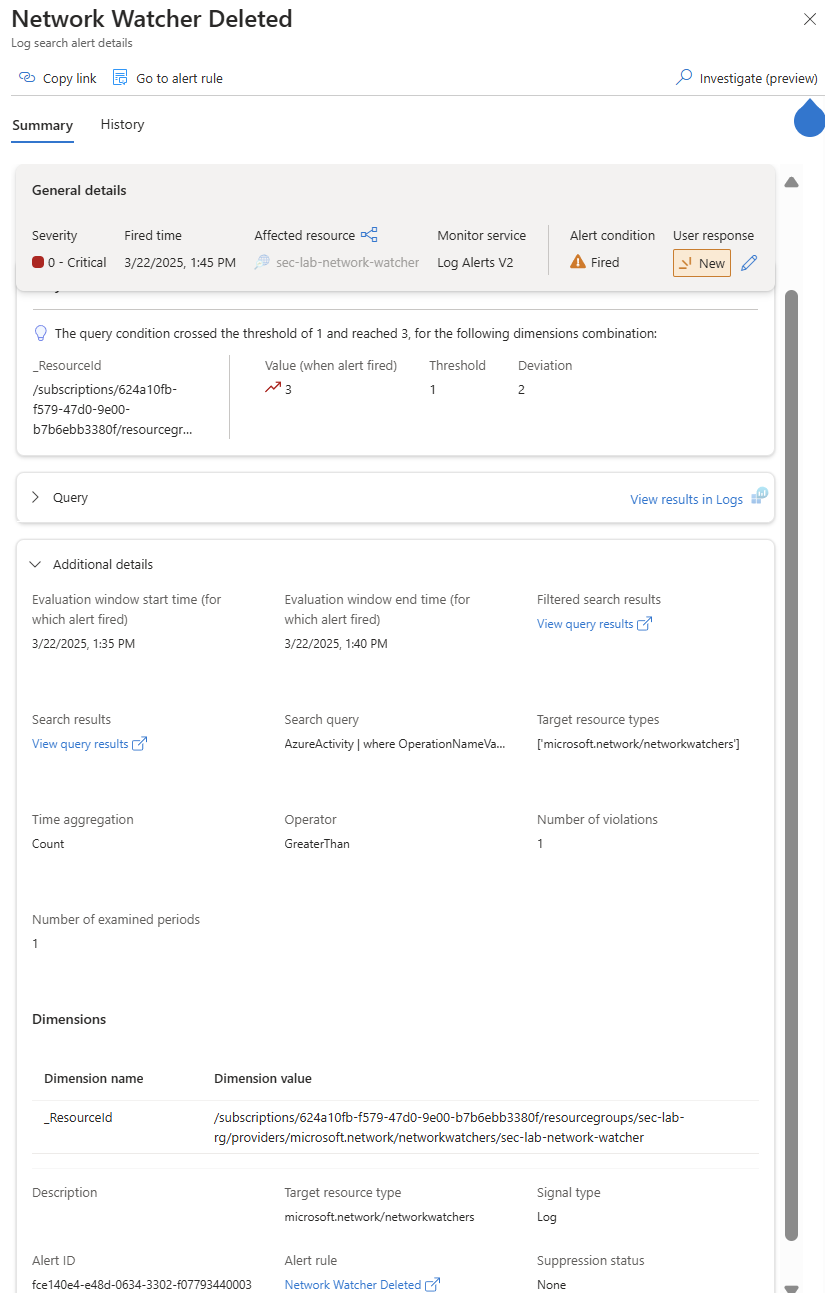 Network Watcher Deleted
Log search alert details
Copy link Go to alert rule Investigate (preview)
Summary History
General details
Severity Fired time Affected resource Monitor service Alert condition User response
0 - Critical 3/22/2025, 1:45 PM sec-lab-network-watcher Log Alerts V2 Fired New
The query condition crossed the threshold of 1 and reached 3, for the following dimensions combination:
_ResourceId Value (when alert fired) Threshold Deviation
/subscriptions/624a10fb- 3 1 2
f579-47d0-9e00-
b7b6ebb3380f/resourcegr...
Query View results in Logs
Additional details
Evaluation window start time (for Evaluation window end time (for Filtered search results
which alert fired) which alert fired) View query results
3/22/2025, 1:35 PM 3/22/2025, 1:40 PM
Search results Search query Target resource types
View query results AzureActivity | where OperationNameVa... ['microsoft.network/networkwatchers']
Time aggregation Operator Number of violations
Count GreaterThan 1
Number of examined periods
1
Dimensions
Dimension name Dimension value
_ResourceId /subscriptions/624a10fb-f579-47d0-9e00-b7b6ebb3380f/resourcegroups/sec-lab-
rg/providers/microsoft.network/networkwatchers/sec-lab-network-watcher
Description Target resource type Signal type
microsoft.network/networkwatchers Log
Alert ID Alert rule Suppression status
fce140e4-e48d-0634-3302-f07793440003 Network Watcher Deleted None